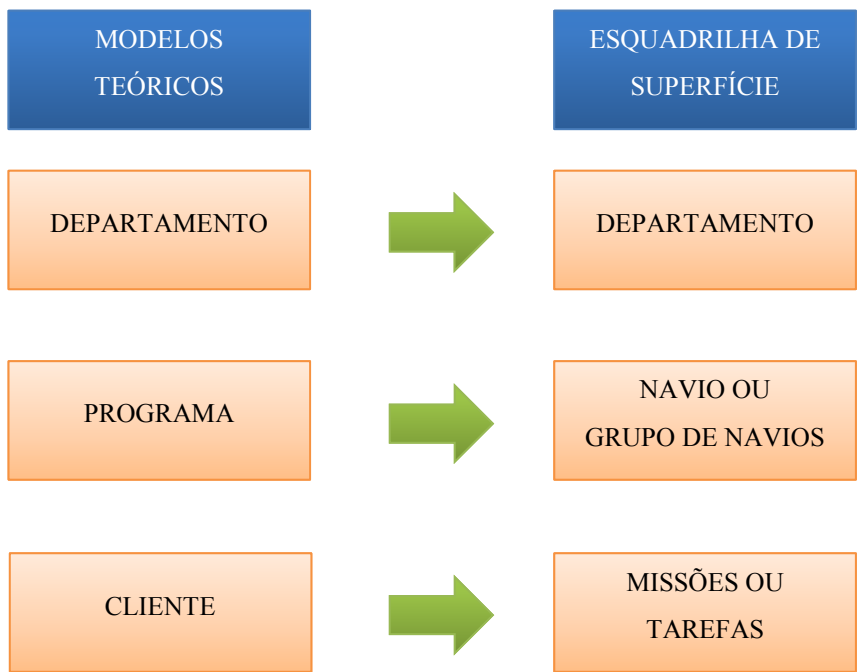 MODELOS
TEÓRICOS
ESQUADRILHA DE
SUPERFÍCIE
DEPARTAMENTO
DEPARTAMENTO
PROGRAMA
NAVIO OU
GRUPO DE NAVIOS
CLIENTE
MISSÕES OU
TAREFAS